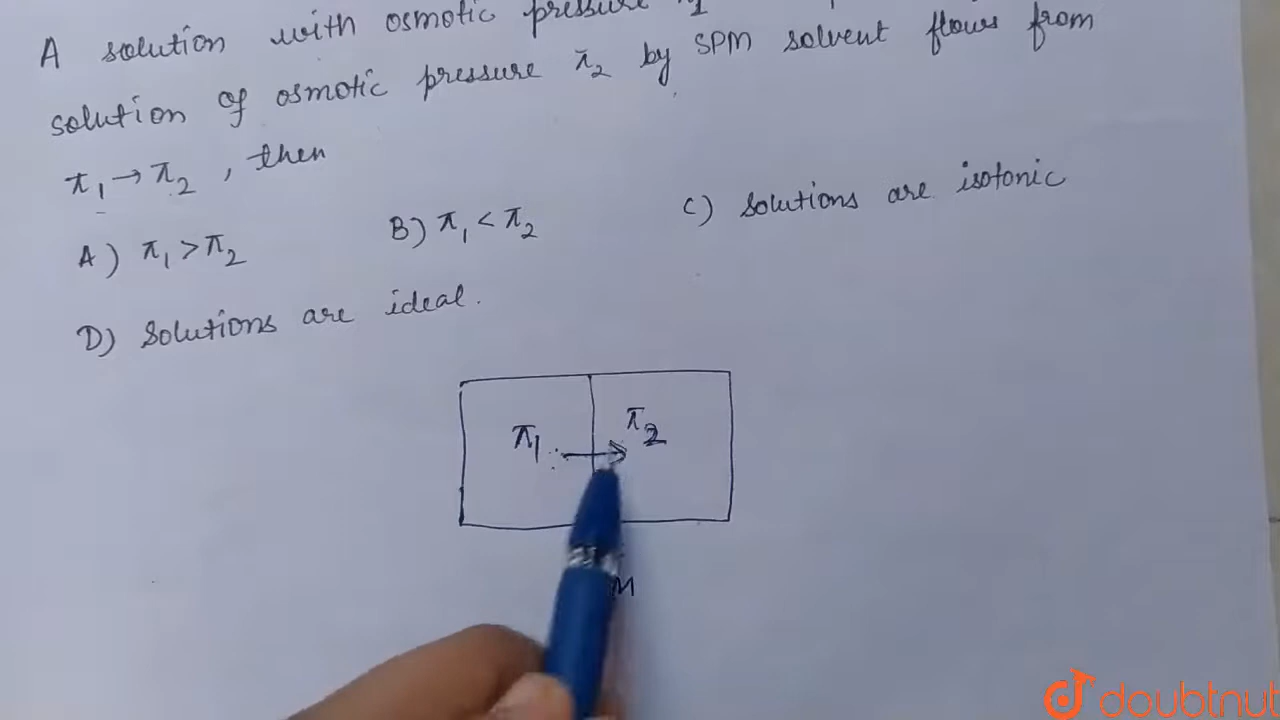 A solution with osmotic pressure
solution of osmotic pressure π₂ by SPM solvent flows from
π₁ → π₂ , then
A) π₁ > π₂ B) π₁ < π₂ C) Solutions are isotonic
D) Solutions are ideal.
π₁ → π₂
M
doubtnut